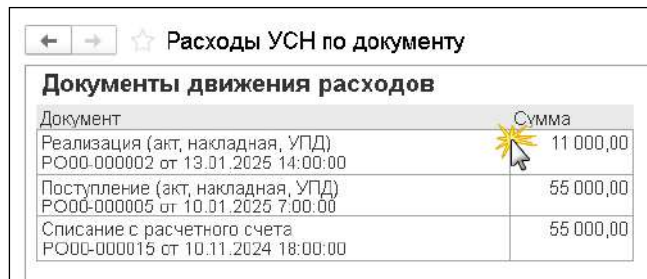 Расходы УСН по документу
Документы движения расходов
Документ Сумма
Реализация (акт, накладная, УПД) 11 000,00
РО00-000002 от 13.01.2025 14:00:00
Поступление (акт, накладная, УПД) 55 000,00
РО00-000005 от 10.01.2025 7:00:00
Списание с расчетного счета 55 000,00
РО00-000015 от 10.11.2024 18:00:00